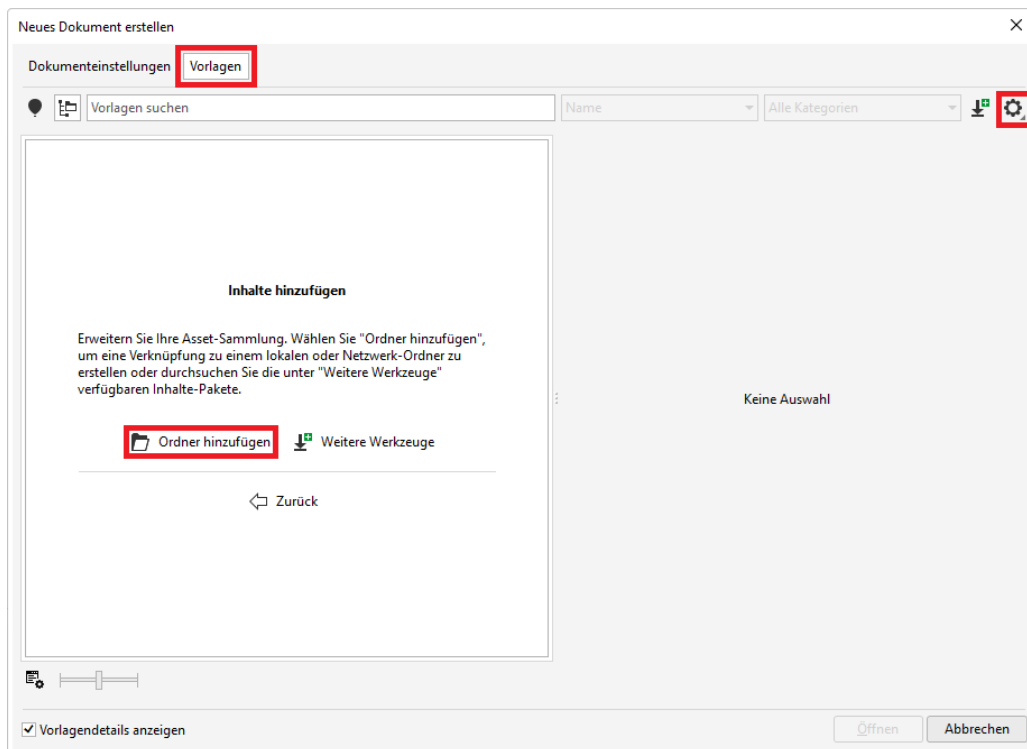 Neues Dokument erstellen
Dokumenteinstellungen Vorlagen
Vorlagen suchen Name Alle Kategorien
Inhalte hinzufügen
Erweitern Sie Ihre Asset-Sammlung. Wählen Sie "Ordner hinzufügen",
um eine Verknüpfung zu einem lokalen oder Netzwerk-Ordner zu
erstellen oder durchsuchen Sie die unter "Weitere Werkzeuge"
verfügbaren Inhalte-Pakete.
Keine Auswahl
Ordner hinzufügen Weitere Werkzeuge
Zurück
Vorlagendetails anzeigen Öffnen Abbrechen